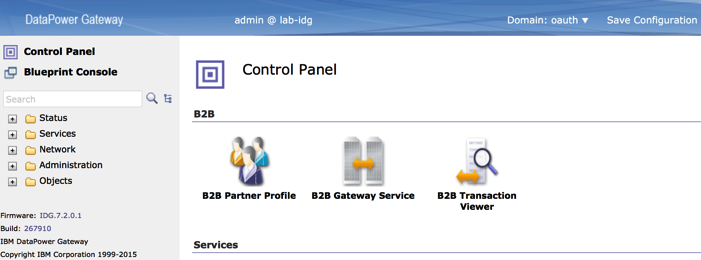 DataPower Gateway
admin @ lab-idg
Domain: oauth ▼
Save Configuration
Control Panel
Blueprint Console
Search
Status
Services
Network
Administration
Objects
Firmware: IDG.7.2.0.1
Build: 267910
IBM DataPower Gateway
Copyright IBM Corporation 1999-2015
Control Panel
B2B
B2B Partner Profile
B2B Gateway Service
B2B Transaction
Viewer
Services